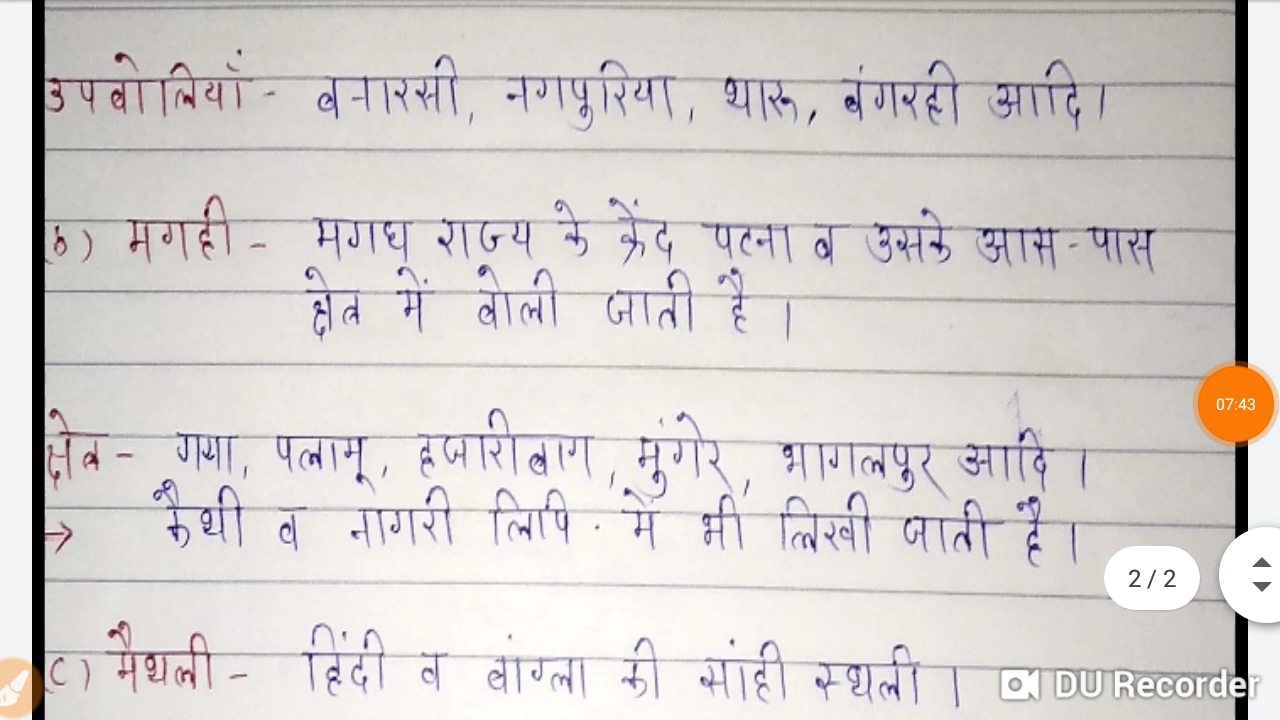 उपबोलियाँ - बनारसी, नगपुरिया, थारू, बंगरही आदि।
(b) मगही - मगध राज्य के केंद्र पटना व उसके आस-पास
क्षेत्र में बोली जाती है।
क्षेत्र - गया, पलामू, हजारीबाग, मुंगेर, भागलपुर आदि।
→ कैथी व नागरी लिपि में भी लिखी जाती है।
(c) मैथली - हिंदी व बांग्ला की सांही स्थली।
07:43
2 / 2
DU Recorder